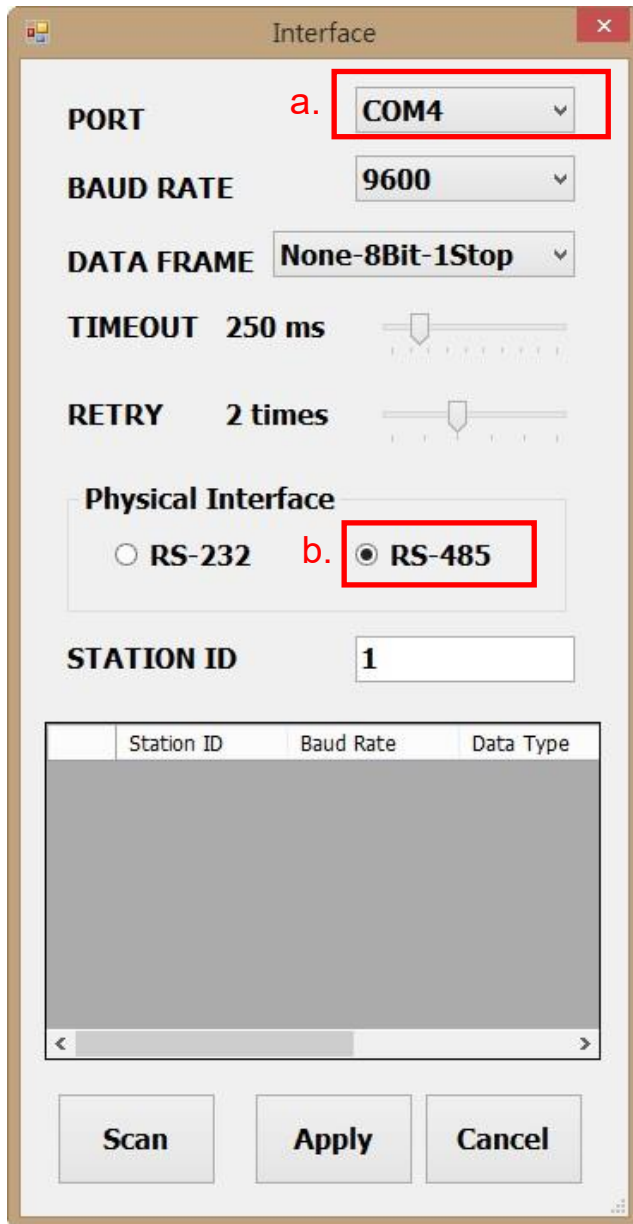 Interface
PORT a. COM4
BAUD RATE 9600
DATA FRAME None-8Bit-1Stop
TIMEOUT 250 ms
RETRY 2 times
Physical Interface
RS-232 b. RS-485
STATION ID 1
Station ID Baud Rate Data Type
Scan Apply Cancel